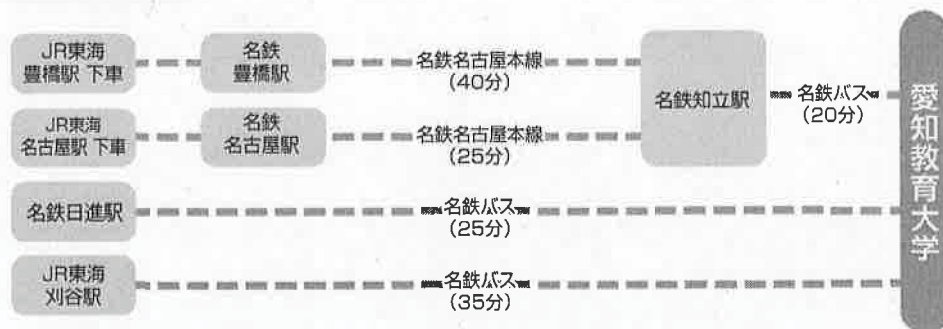 JR東海
豊橋駅 下車
名鉄
豊橋駅
名鉄名古屋本線
(40分)
JR東海
名古屋駅 下車
名鉄
名古屋駅
名鉄名古屋本線
(25分)
名鉄知立駅
名鉄バス
(20分)
名鉄日進駅
名鉄バス
(25分)
JR東海
刈谷駅
名鉄バス
(35分)
愛知教育大学